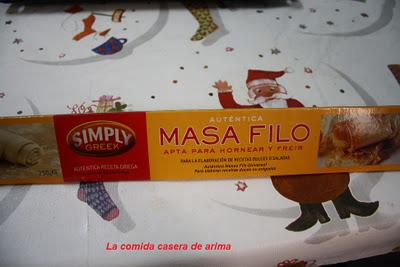 SIMPLY
GREEK
AUTÉNTICA RECETA GRIEGA
AUTÉNTICA
MASA FILO
APTA PARA HORNEAR Y FREIR
PARA LA ELABORACIÓN DE RECETAS DULCES O SALADAS
La comida casera de arima